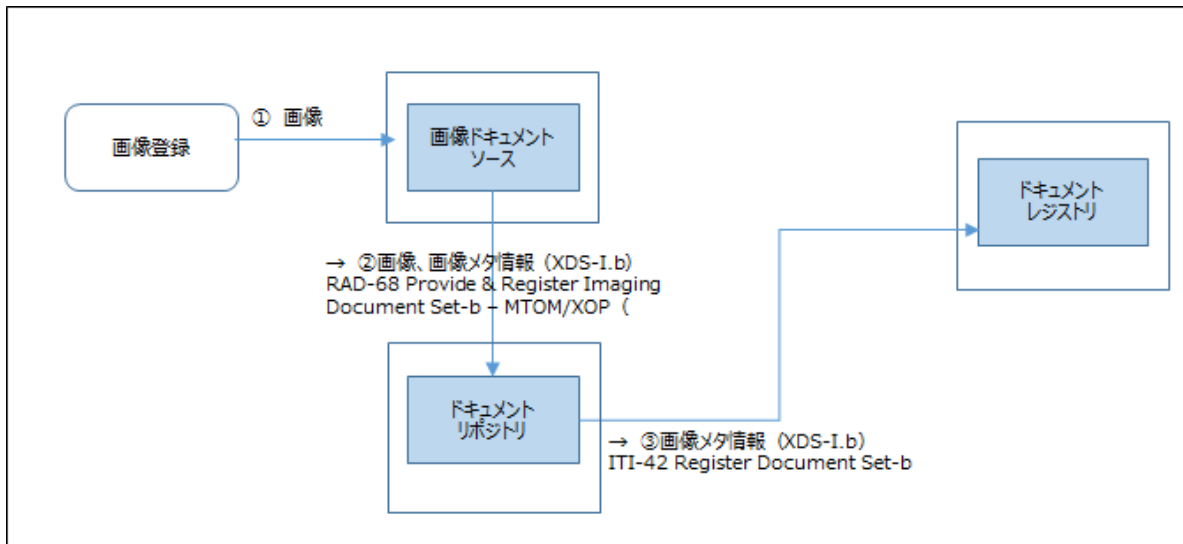 画像登録
① 画像
画像ドキュメント
ソース
ドキュメント
レジストリ
→ ②画像、画像メタ情報（XDS-I.b）
RAD-68 Provide & Register Imaging
Document Set-b – MTOM/XOP（
ドキュメント
リポジトリ
→ ③画像メタ情報（XDS-I.b）
ITI-42 Register Document Set-b